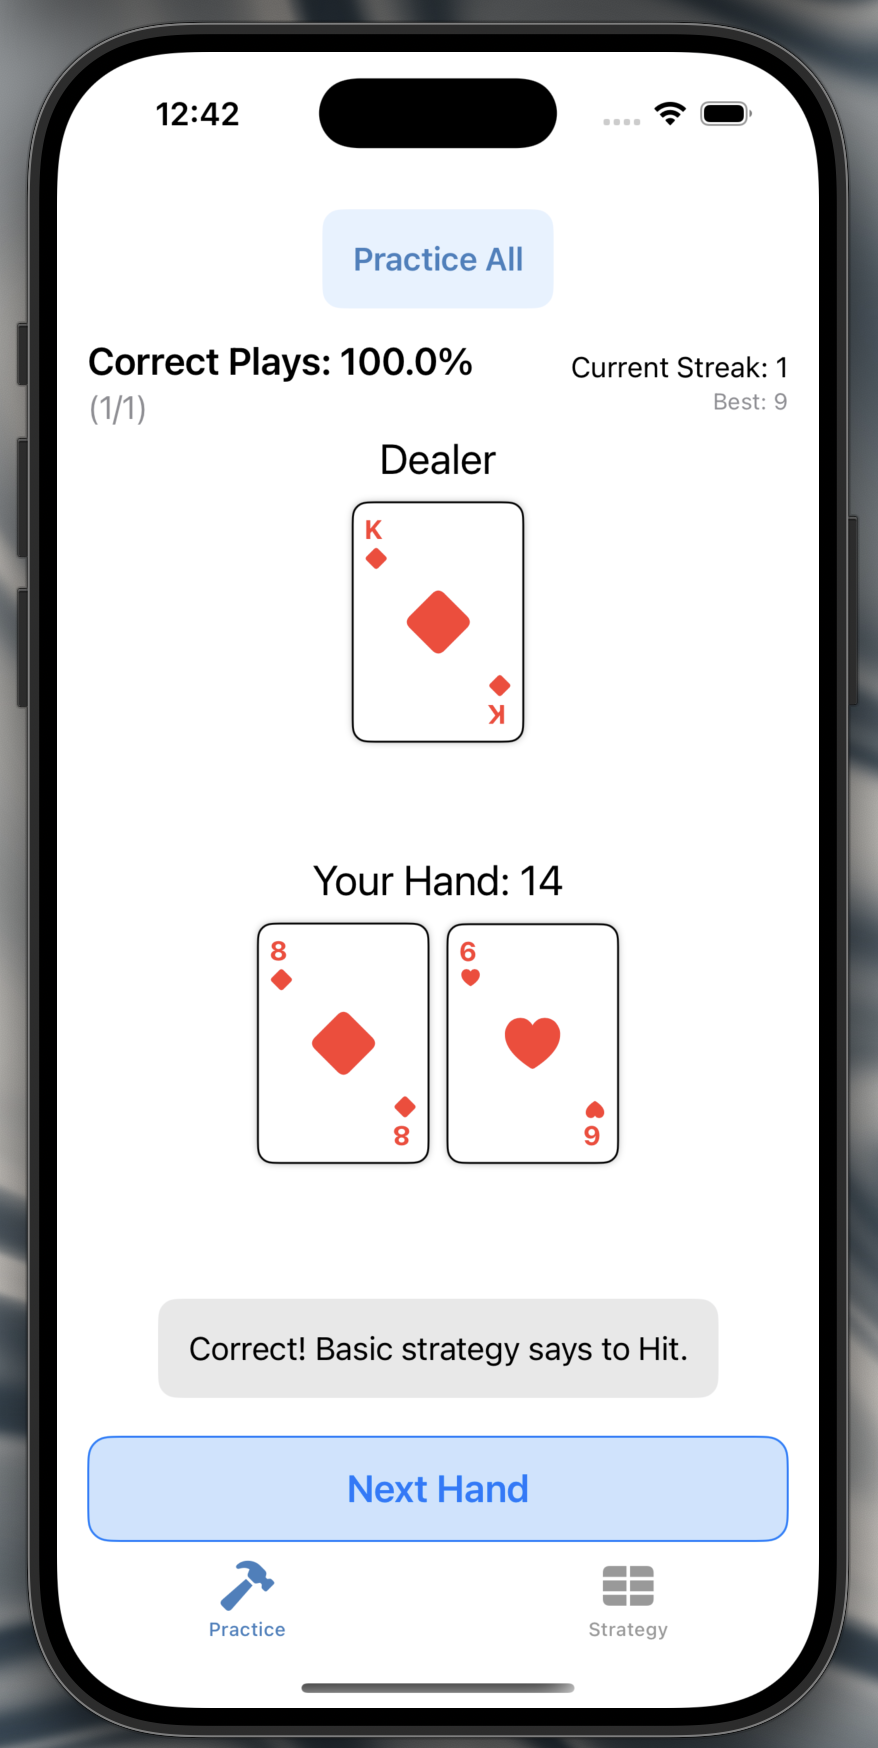 12:42
Practice All
Correct Plays: 100.0%
(1/1)
Current Streak: 1
Best: 9
Dealer
K
K
Your Hand: 14
8
8
6
6
Correct! Basic strategy says to Hit.
Next Hand
Practice
Strategy